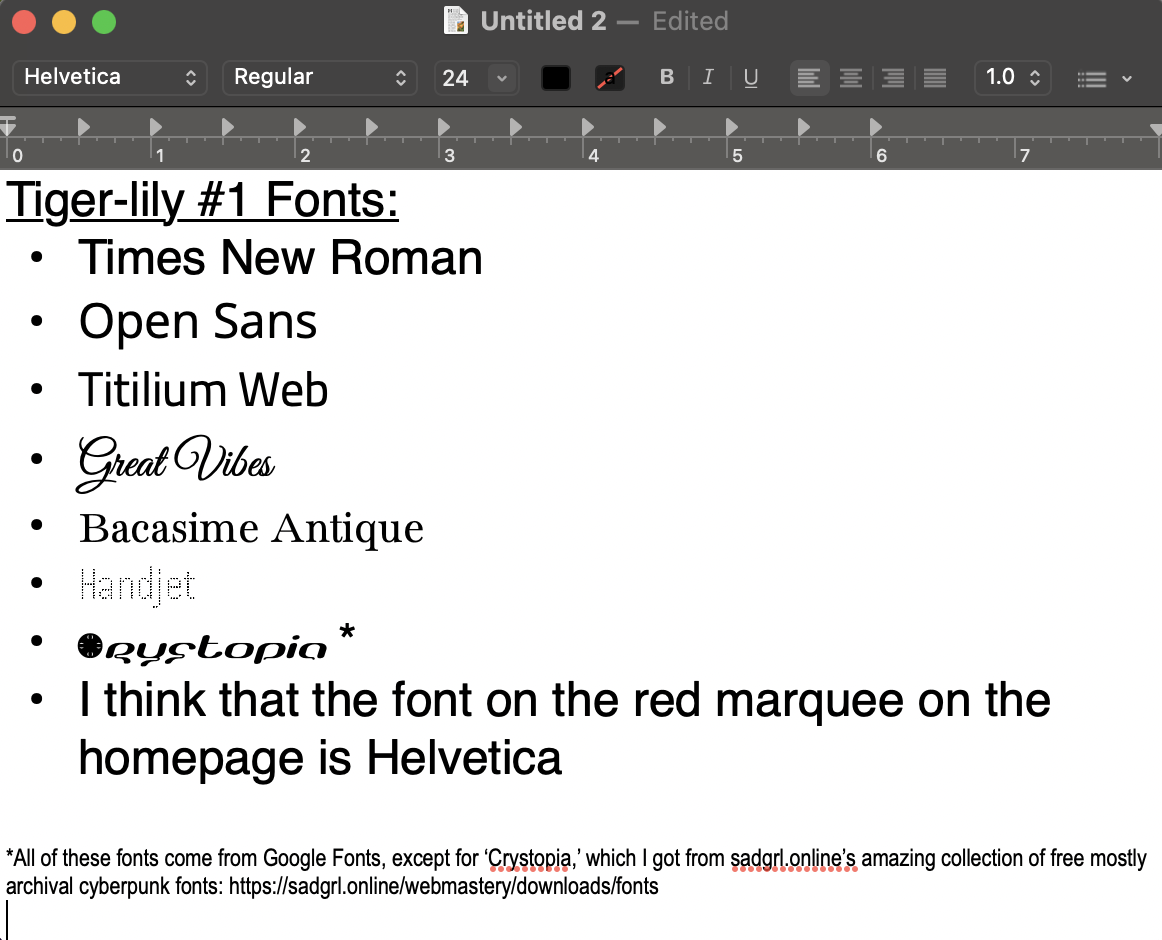 Untitled 2 — Edited
Helvetica Regular 24 a B I U 1.0
0 1 2 3 4 5 6 7
Tiger-lily #1 Fonts:
• Times New Roman
• Open Sans
• Titilium Web
• Great Vibes
• Bacasime Antique
• Handjet
• Crystopia *
• I think that the font on the red marquee on the
homepage is Helvetica
*All of these fonts come from Google Fonts, except for ‘Crystopia,’ which I got from sadgrl.online’s amazing collection of free mostly
archival cyberpunk fonts: https://sadgrl.online/webmastery/downloads/fonts